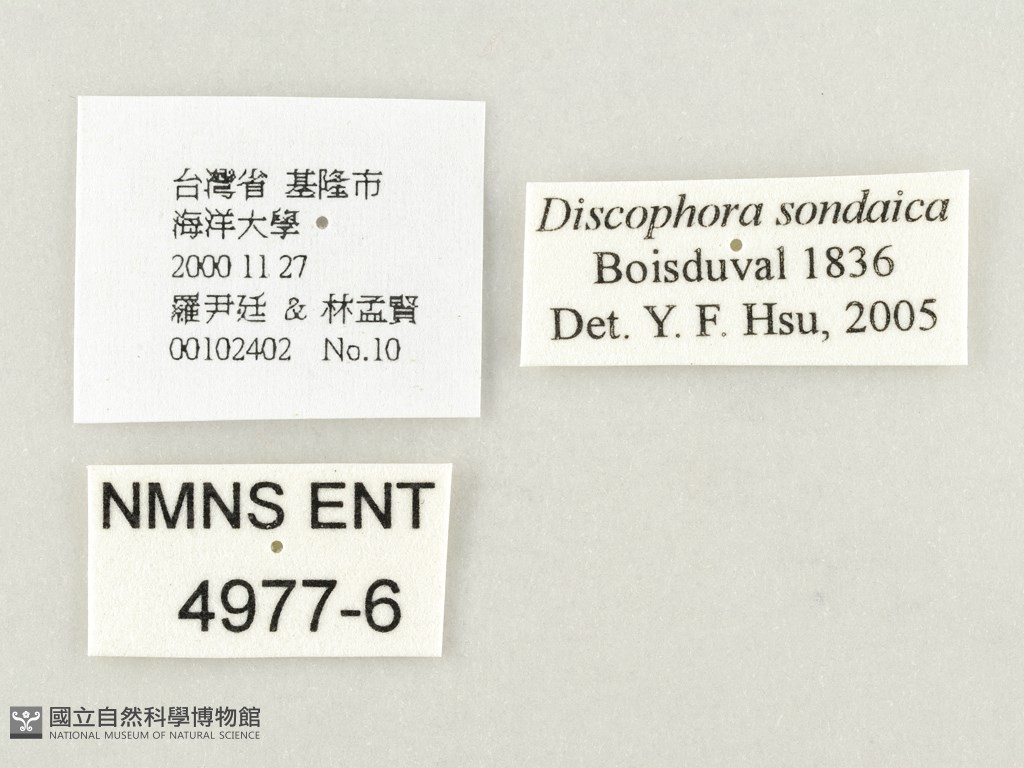 台灣省 基隆市
海洋大學
2000 11 27
羅尹廷 & 林孟賢
00102402 No.10
Discophora sondaica
Boisduval 1836
Det. Y. F. Hsu, 2005
NMNS ENT
4977-6
國立自然科學博物館
NATIONAL MUSEUM OF NATURAL SCIENCE